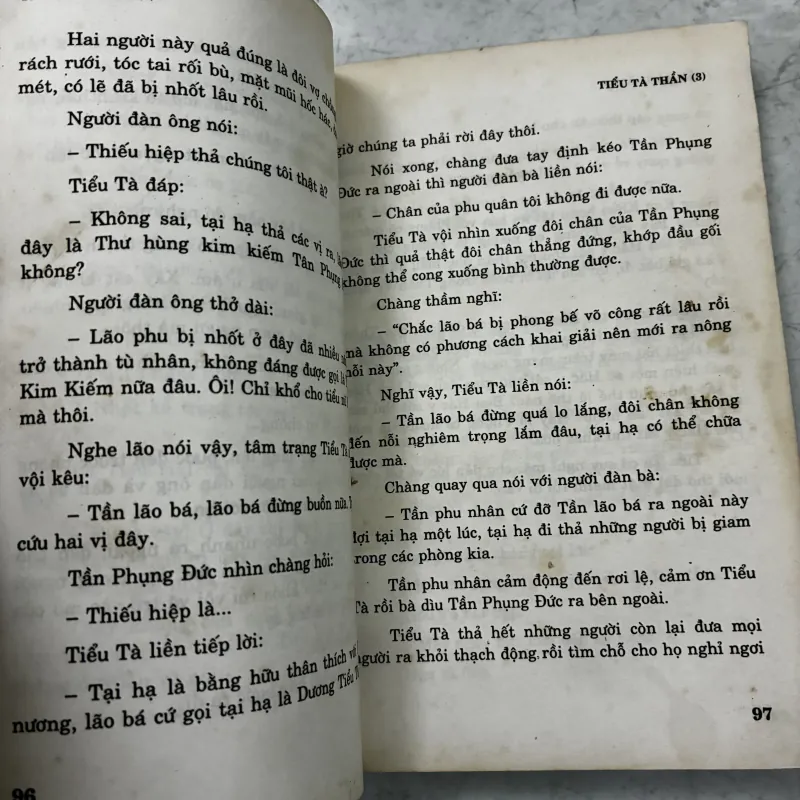 Hai người này quả đúng là đôi vợ
rách rưới, tóc tai rối bù, mặt mũi hốc hác,
mét, có lẽ đã bị nhốt lâu rồi.
Người đàn ông nói:
– Thiếu hiệp thả chúng tôi thật à?
Tiểu Tà đáp:
– Không sai, tại hạ thả các vị ra,
đây là Thư hùng kim kiếm Tân Phụng
không?
Người đàn ông thở dài:
– Lão phu bị nhốt ở đây đã nhiều
trở thành tù nhân, không đáng được gọi là
Kim Kiếm nữa đâu. Ôi! Chỉ khổ cho tiểu
mà thôi.
Nghe lão nói vậy, tâm trạng Tiểu Tà
vội kêu:
– Tần lão bá, lão bá đừng buồn nữa.
cứu hai vị đây.
Tần Phụng Đức nhìn chàng hỏi:
– Thiếu hiệp là...
Tiểu Tà liền tiếp lời:
– Tại hạ là bằng hữu thân thích với
nương, lão bá cứ gọi tại hạ là Dương Tiểu
96
TIỂU TÀ THẦN (3)
giờ chúng ta phải rời đây thôi.
Nói xong, chàng đưa tay định kéo Tần Phụng
Đức ra ngoài thì người đàn bà liền nói:
– Chân của phu quân tôi không đi được nữa.
Tiểu Tà vội nhìn xuống đôi chân của Tần Phụng
Đức thì quả thật đôi chân thẳng đứng, khớp đầu gối
không thể cong xuống bình thường được.
Chàng thầm nghĩ:
– “Chắc lão bá bị phong bế võ công rất lâu rồi
mà không có phương cách khai giải nên mới ra nông
nỗi này”.
Nghĩ vậy, Tiểu Tà liền nói:
– Tần lão bá đừng quá lo lắng, đôi chân không
đến nỗi nghiêm trọng lắm đâu, tại hạ có thể chữa
được mà.
Chàng quay qua nói với người đàn bà:
– Tần phu nhân cứ đỡ Tần lão bá ra ngoài này
đợi tại hạ một lúc, tại hạ đi thả những người bị giam
trong các phòng kia.
Tần phu nhân cảm động đến rơi lệ, cảm ơn Tiểu
Tà rồi bà dìu Tần Phụng Đức ra bên ngoài.
Tiểu Tà thả hết những người còn lại đưa mọi
người ra khỏi thạch động, rồi tìm chỗ cho họ nghỉ ngơi
97